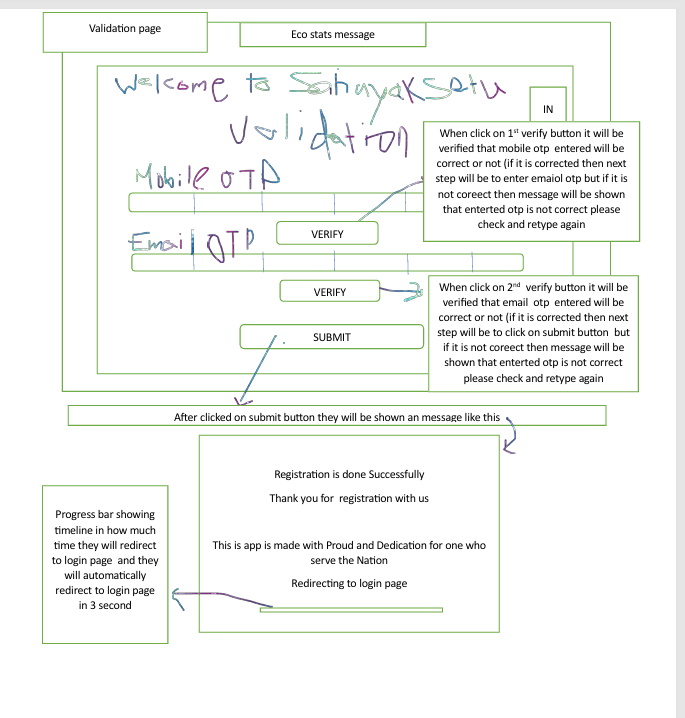 Validation page
Eco stats message
Welcome to SahayakSetu
IN
Validation
When click on 1st verify button it will be
verified that mobile otp entered will be
correct or not (if it is corrected then next
step will be to enter emaiol otp but if it is
not coreect then message will be shown
that enterted otp is not correct please
check and retype again
Mobile OTP
VERIFY
Email OTP
VERIFY
When click on 2nd verify button it will be
verified that email otp entered will be
correct or not (if it is corrected then next
step will be to click on submit button but
if it is not coreect then message will be
shown that enterted otp is not correct
please check and retype again
SUBMIT
After clicked on submit button they will be shown an message like this
Registration is done Successfully
Thank you for registration with us
This is app is made with Proud and Dedication for one who
serve the Nation
Redirecting to login page
Progress bar showing
timeline in how much
time they will redirect
to login page and they
will automatically
redirect to login page
in 3 second